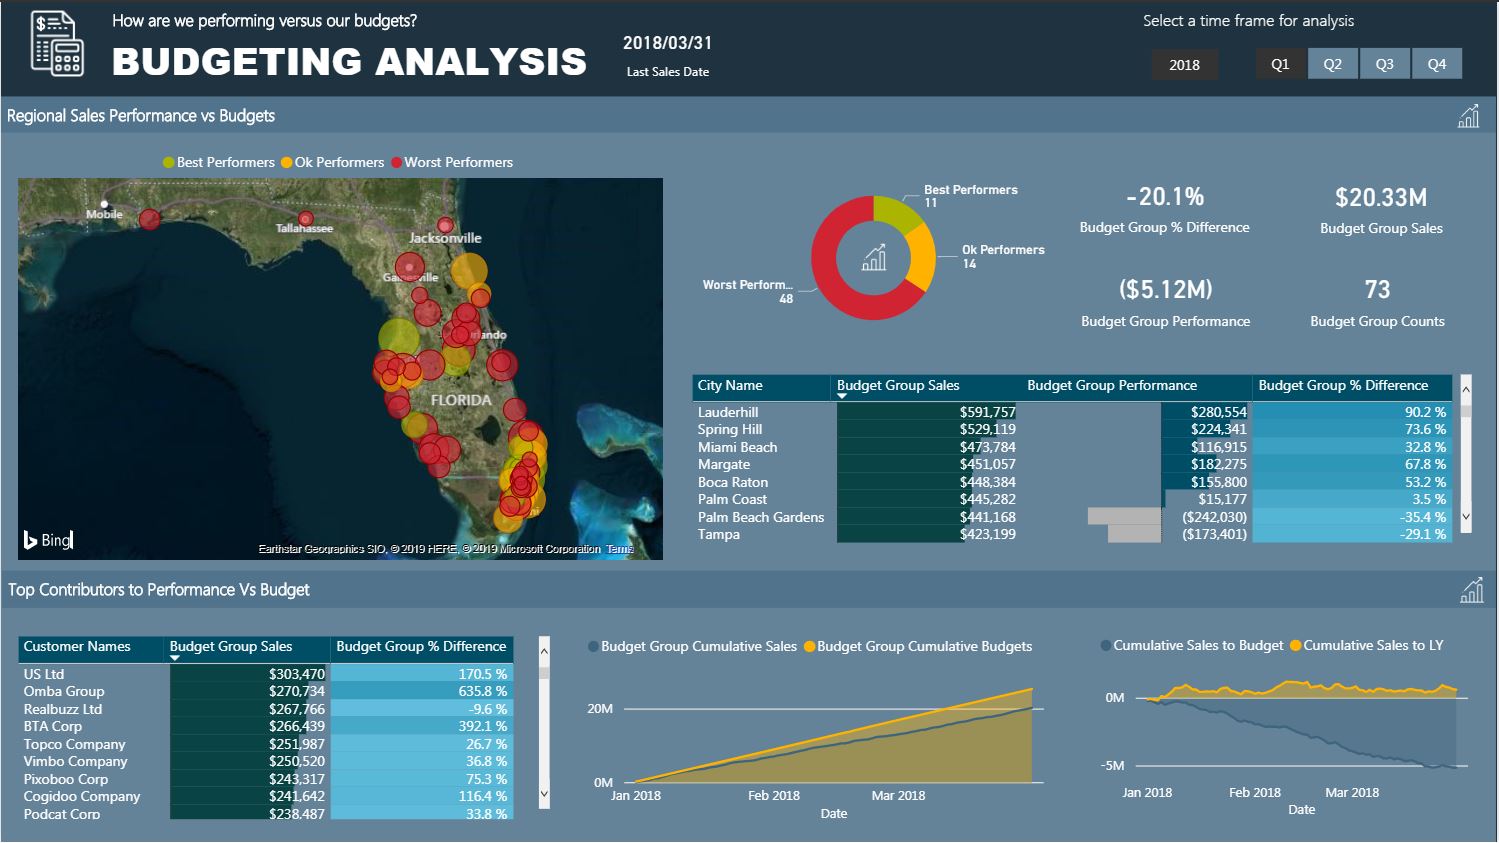 How are we performing versus our budgets?
BUDGETING ANALYSIS
2018/03/31
Last Sales Date
Select a time frame for analysis
2018
Q1 Q2 Q3 Q4
Regional Sales Performance vs Budgets
Best Performers Ok Performers Worst Performers
Mobile
Tallahassee
Jacksonville
FLORIDA
Bing
Earthstar Geographics SIO, © 2019 HERE, © 2019 Microsoft Corporation Terms
Best Performers
11
Ok Performers
14
Worst Perform...
48
-20.1%
Budget Group % Difference
$20.33M
Budget Group Sales
($5.12M)
Budget Group Performance
73
Budget Group Counts
City Name Budget Group Sales Budget Group Performance Budget Group % Difference
Lauderhill $591,757 $280,554 90.2 %
Spring Hill $529,119 $224,341 73.6 %
Miami Beach $473,784 $116,915 32.8 %
Margate $451,057 $182,275 67.8 %
Boca Raton $448,384 $155,800 53.2 %
Palm Coast $445,282 $15,177 3.5 %
Palm Beach Gardens $441,168 ($242,030) -35.4 %
Tampa $423,199 ($173,401) -29.1 %
Top Contributors to Performance Vs Budget
Customer Names Budget Group Sales Budget Group % Difference
US Ltd $303,470 170.5 %
Omba Group $270,734 635.8 %
Realbuzz Ltd $267,766 -9.6 %
BTA Corp $266,439 392.1 %
Topco Company $251,987 26.7 %
Vimbo Company $250,520 36.8 %
Pixoboo Corp $243,317 75.3 %
Cogidoo Company $241,642 116.4 %
Podcat Corp $238,487 33.8 %
Budget Group Cumulative Sales Budget Group Cumulative Budgets
20M
0M
Jan 2018 Feb 2018 Mar 2018
Date
Cumulative Sales to Budget Cumulative Sales to LY
0M
-5M
Jan 2018 Feb 2018 Mar 2018
Date